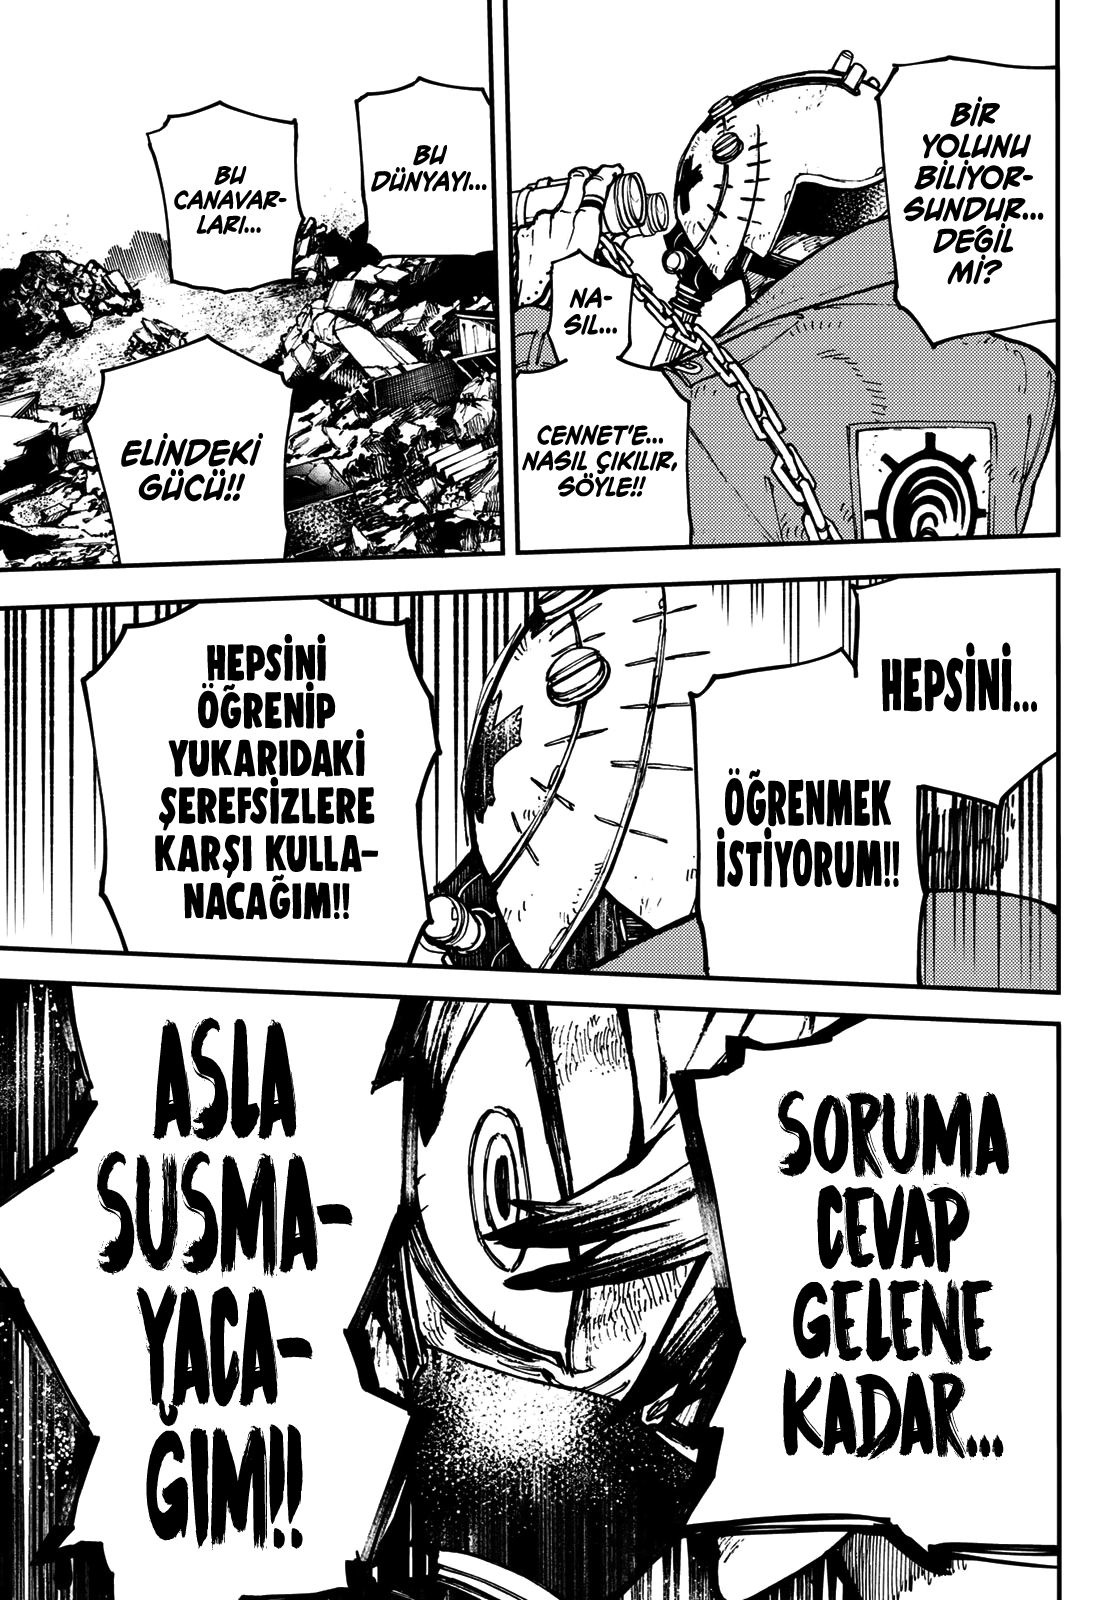 BİR
YOLUNU
BİLİYOR-
SUNDUR...
DEĞİL
Mİ?
NA-
SIL...
CENNET'E...
NASIL ÇIKILIR,
SÖYLE!!
BU
DÜNYAYI...
BU
CANAVAR-
LARI...
ELİNDEKİ
GÜCÜ!!
HEPSİNİ...
ÖĞRENMEK
İSTİYORUM!!
HEPSİNİ
ÖĞRENİP
YUKARIDAKİ
ŞEREFSİZLERE
KARŞI KULLA-
NACAĞIM!!
SORUMA
CEVAP
GELENE
KADAR...
ASLA
SUSMA-
YACA-
ĞIM!!